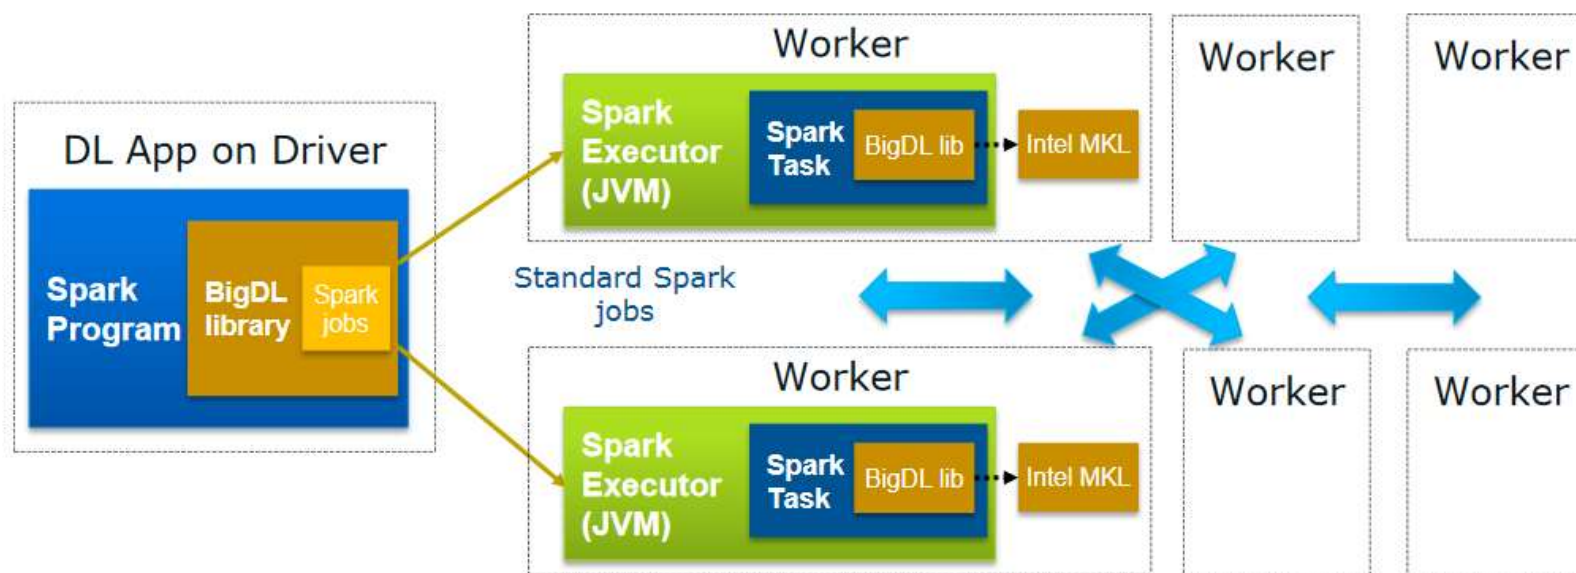 DL App on Driver
Spark
Program
BigDL
library
Spark
jobs
Standard Spark
jobs
Worker
Spark
Executor
(JVM)
Spark
Task
BigDL lib
Intel MKL
Worker
Worker
Worker
Spark
Executor
(JVM)
Spark
Task
BigDL lib
Intel MKL
Worker
Worker